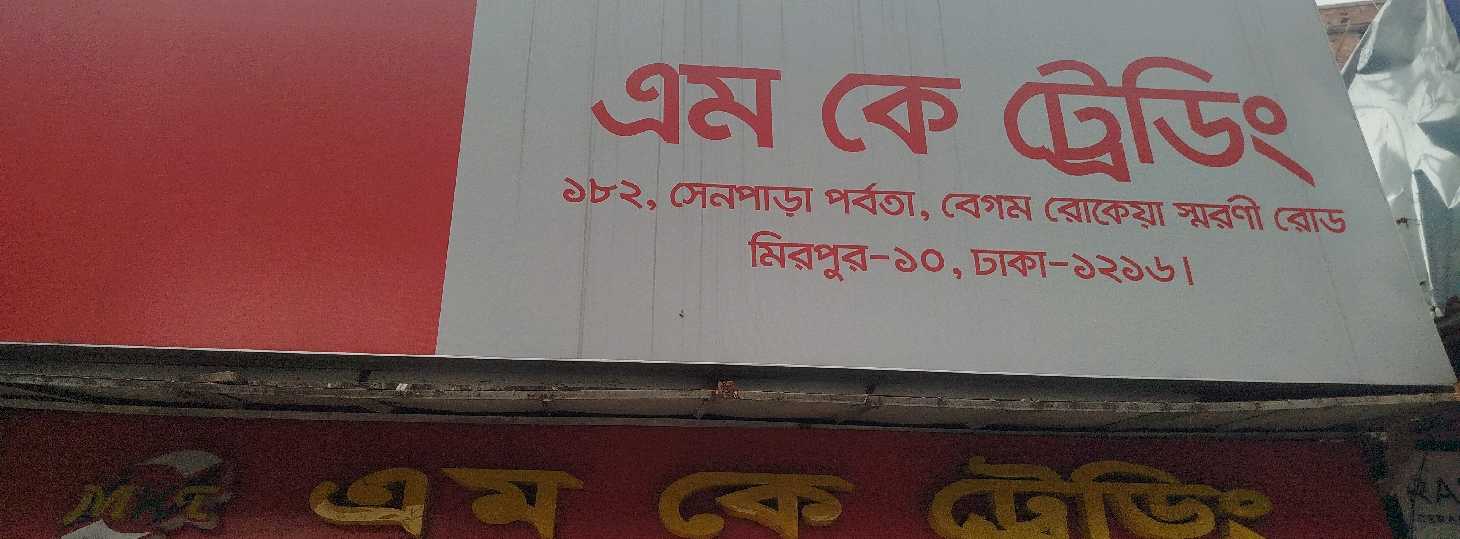 এম কে ট্রেডিং
১৮২, সেনপাড়া পর্বতা, বেগম রোকেয়া স্মরণী রোড
মিরপুর-১০, ঢাকা-১২১৬।
এম কে ট্রেডিং